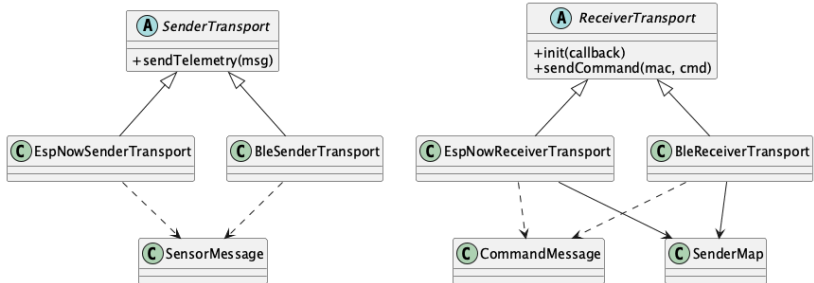 A SenderTransport
+sendTelemetry(msg)
A ReceiverTransport
+init(callback)
+sendCommand(mac, cmd)
C EspNowSenderTransport
C BleSenderTransport
C EspNowReceiverTransport
C BleReceiverTransport
C SensorMessage
C CommandMessage
C SenderMap